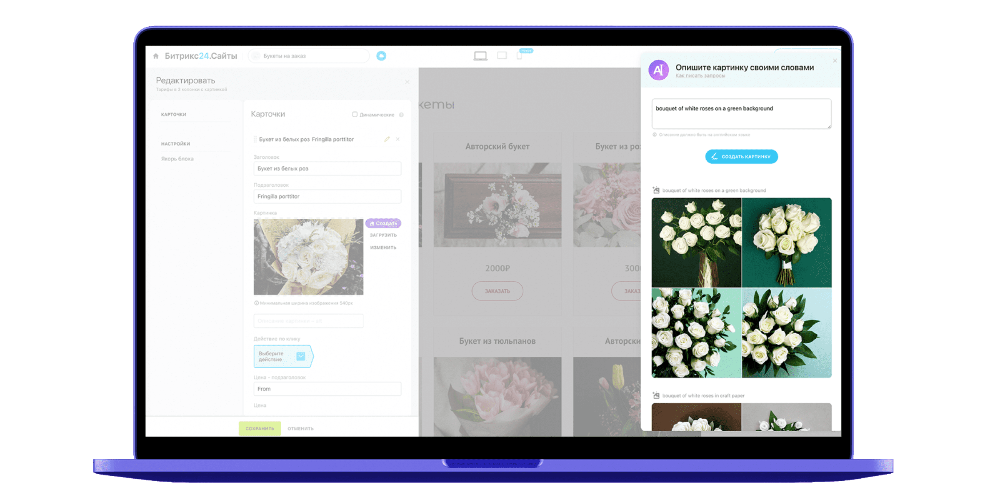 Битрикс24.Сайты
Букеты на заказ
Редактировать
Тарифы в 3 колонки с картинкой
КАРТОЧКИ
НАСТРОЙКИ
Якорь блока
Карточки
Динамические
Букет из белых роз Fringilla porttitor
Заголовок
Букет из белых роз
Подзаголовок
Fringilla porttitor
Картинка
Создать
ЗАГРУЗИТЬ
ИЗМЕНИТЬ
Минимальная ширина изображения 540px
Описание картинки – alt
Действие по клику
Выберите
действие
Цена - подзаголовок
From
Цена
СОХРАНИТЬ
ОТМЕНИТЬ
кеты
Авторский букет
2000₽
ЗАКАЗАТЬ
Букет из роз
300
ЗАКАЗ
Букет из тюльпанов
Авторски
AI
Опишите картинку своими словами
Как писать запросы
bouquet of white roses on a green background
Описание должно быть на английском языке
СОЗДАТЬ КАРТИНКУ
bouquet of white roses on a green background
bouquet of white roses in craft paper